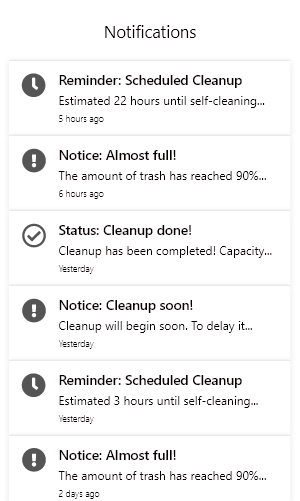 Notifications
Reminder: Scheduled Cleanup
Estimated 22 hours until self-cleaning...
5 hours ago
Notice: Almost full!
The amount of trash has reached 90%...
6 hours ago
Status: Cleanup done!
Cleanup has been completed! Capacity...
Yesterday
Notice: Cleanup soon!
Cleanup will begin soon. To delay it...
Yesterday
Reminder: Scheduled Cleanup
Estimated 3 hours until self-cleaning...
Yesterday
Notice: Almost full!
The amount of trash has reached 90%...
2 days ago